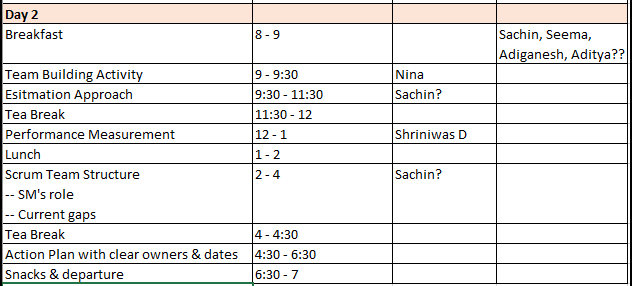 Day 2
Breakfast 8 - 9 Sachin, Seema,
Adiganesh, Aditya??
Team Building Activity 9 - 9:30 Nina
Esitmation Approach 9:30 - 11:30 Sachin?
Tea Break 11:30 - 12
Performance Measurement 12 - 1 Shriniwas D
Lunch 1 - 2
Scrum Team Structure 2 - 4 Sachin?
-- SM's role
-- Current gaps
Tea Break 4 - 4:30
Action Plan with clear owners & dates 4:30 - 6:30
Snacks & departure 6:30 - 7